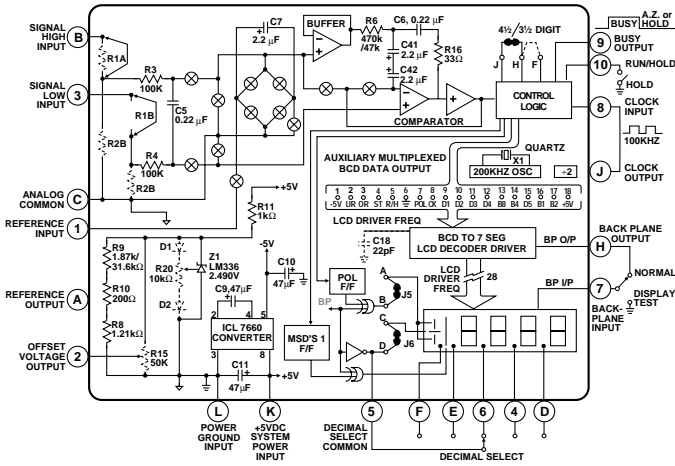 SIGNAL HIGH INPUT
B
R1A
SIGNAL LOW INPUT
3
R3
100K
C5
0.22 µF
R1B
R2B
R4
100K
R2B
ANALOG COMMON
C
REFERENCE INPUT
1
C7
2.2 µF
BUFFER
R6
470k
/47k
C6, 0.22 µF
C41
2.2 µF
C42
2.2 µF
R16
33Ω
COMPARATOR
4½/3½ DIGIT
J H F
CONTROL LOGIC
BUSY
A.Z. or HOLD
9
BUSY OUTPUT
10
RUN/HOLD
HOLD
8
CLOCK INPUT
100KHZ
J
CLOCK OUTPUT
QUARTZ
X1
200KHZ OSC
÷2
AUXILIARY MULTIPLEXED
BCD DATA OUTPUT
1 2 3 4 5 6 7 8 9 10 11 12 13 14 15 16 17 18
-5V UR OR ST R/H POL CK BU D1 D2 D3 D4 D5 B8 B4 B1 B2 +5V
LCD DRIVER FREQ
+5V
R11
1kΩ
-5V
C10
47µF
C18
22pF
BCD TO 7 SEG
LCD DECODER DRIVER
LCD
DRIVER
FREQ
28
BP O/P
H
BACK PLANE OUTPUT
BP I/P
7
NORMAL
DISPLAY TEST
BACK-PLANE INPUT
R9
1.87k/
31.6kΩ
R10
200Ω
R8
1.21kΩ
REFERENCE OUTPUT
A
OFFSET VOLTAGE OUTPUT
2
R15
50K
D1
R20
10kΩ
D2
Z1
LM336
2.490V
C9,47µF
2 4 5
ICL 7660
CONVERTER
3 8
C11
47µF
+5V
BP
POL
F/F
MSD'S 1
F/F
A
B
J5
C
D
J6
L
POWER GROUND INPUT
K
+5VDC SYSTEM POWER INPUT
5
DECIMAL SELECT COMMON
F
E
6
4
D
DECIMAL SELECT